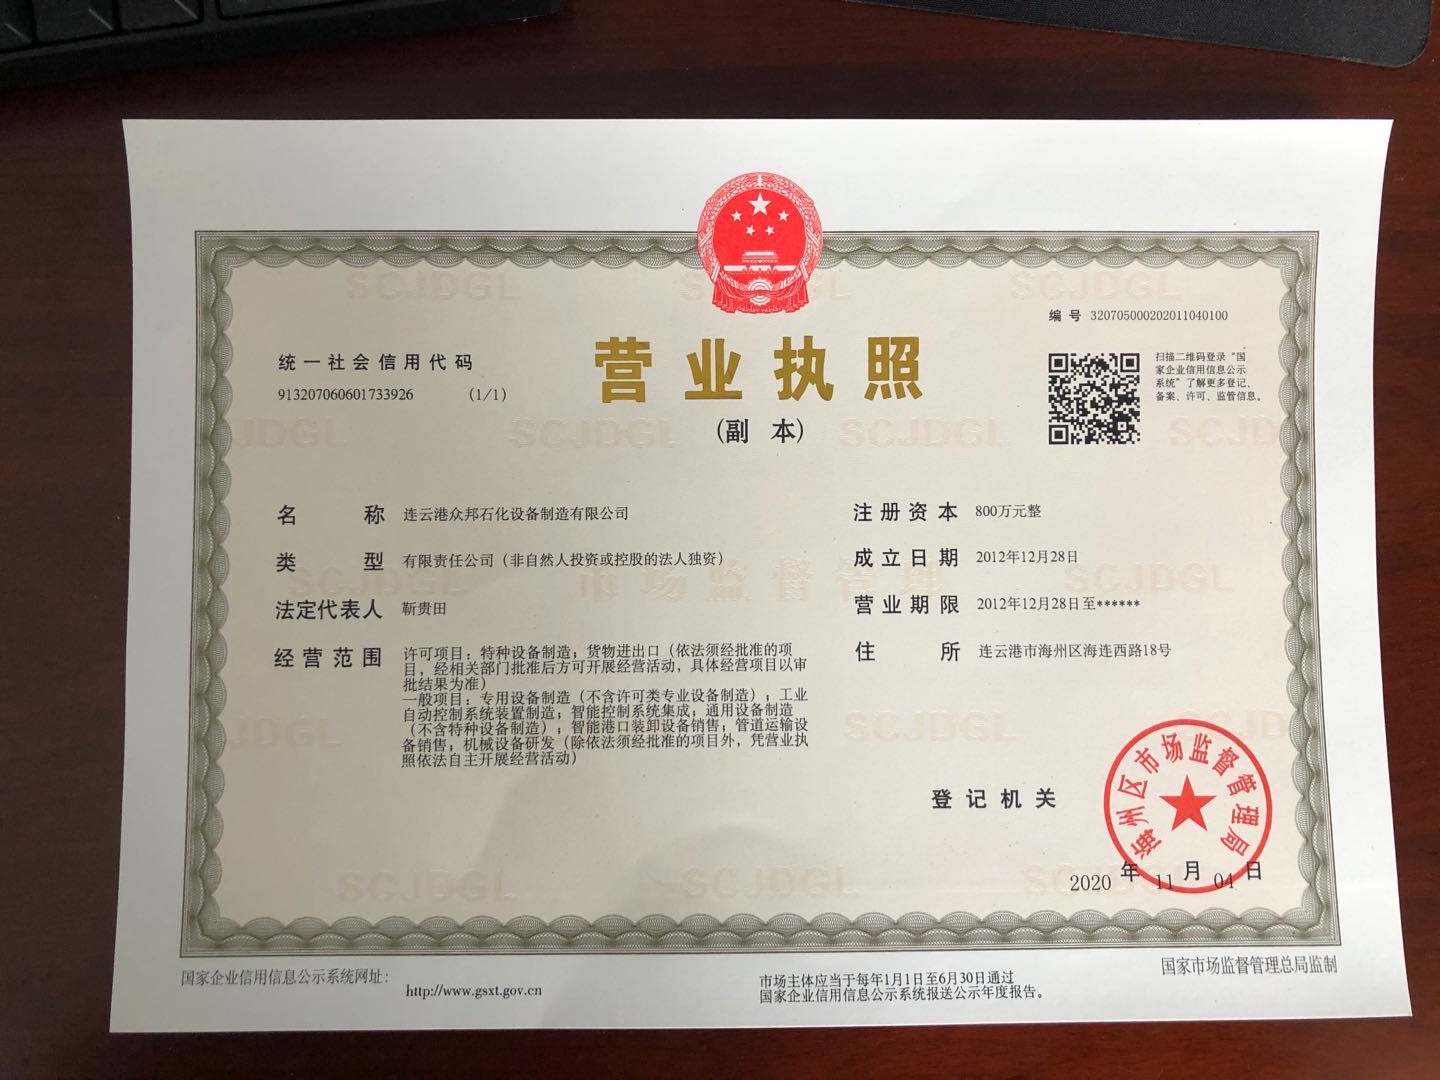 编 号 320705000202011040100
统一社会信用代码
913207060601733926 (1/1)
营业执照
(副 本)
扫描二维码登录“国
家企业信用信息公示
系统”了解更多登记、
备案、许可、监管信息。
名 称 连云港众邦石化设备制造有限公司
类 型 有限责任公司（非自然人投资或控股的法人独资）
法定代表人 靳贵田
经营范围 许可项目：特种设备制造；货物进出口（依法须经批准的项
目，经相关部门批准后方可开展经营活动，具体经营项目以审
批结果为准）
一般项目：专用设备制造（不含许可类专业设备制造）；工业
自动控制系统装置制造；智能控制系统集成；通用设备制造
（不含特种设备制造）；智能港口装卸设备销售；管道运输设
备销售；机械设备研发（除依法须经批准的项目外，凭营业执
照依法自主开展经营活动）
注册资本 800万元整
成立日期 2012年12月28日
营业期限 2012年12月28日至******
住 所 连云港市海州区海连西路18号
市场监督管理
SCJDGL
登记机关
海州区市场监督管理局
2020 年 11 月 04 日
国家企业信用信息公示系统网址：
http://www.gsxt.gov.cn
市场主体应当于每年1月1日至6月30日通过
国家企业信用信息公示系统报送公示年度报告。
国家市场监督管理总局监制